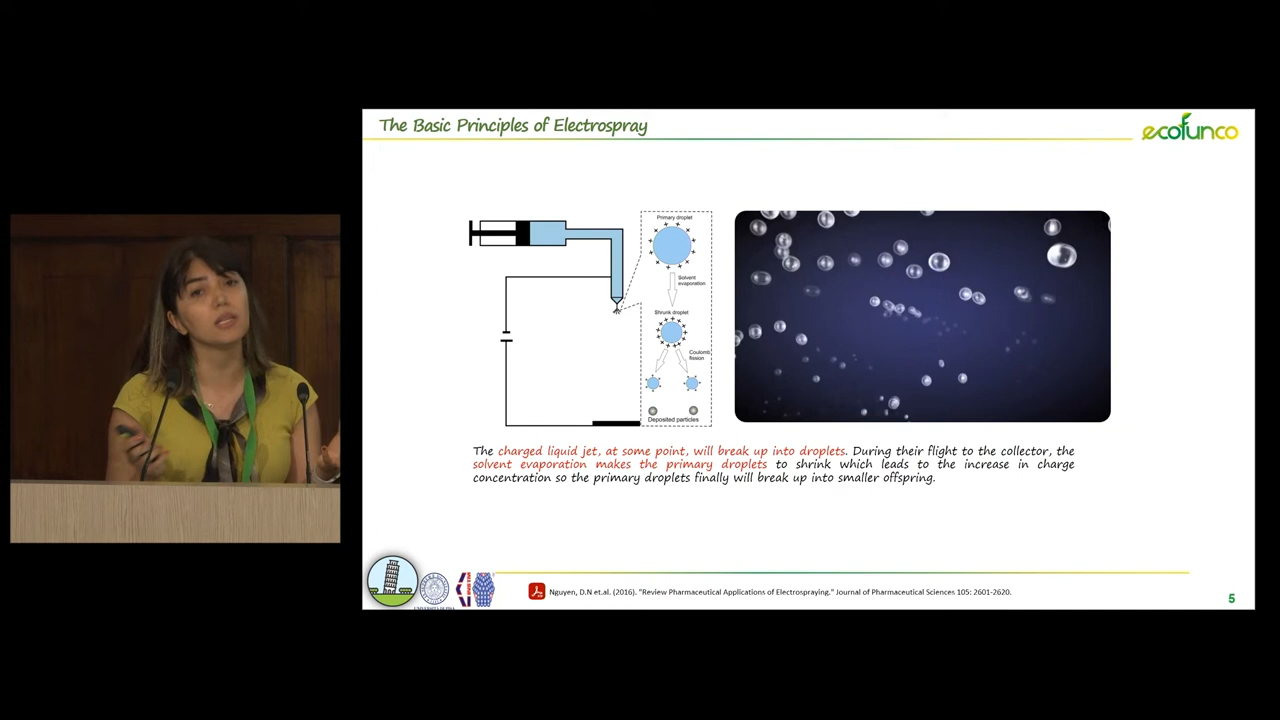 The Basic Principles of Electrospray
ecofunco
Primary droplet
Solvent
evaporation
Shrunk droplet
Coulomb
fission
Deposited particles
The charged liquid jet, at some point, will break up into droplets. During their flight to the collector, the
solvent evaporation makes the primary droplets to shrink which leads to the increase in charge
concentration so the primary droplets finally will break up into smaller offspring.
UNIVERSITÀ DI PISA
Nguyen, D.N et.al. (2016). "Review Pharmaceutical Applications of Electrospraying." Journal of Pharmaceutical Sciences 105: 2601-2620.
5